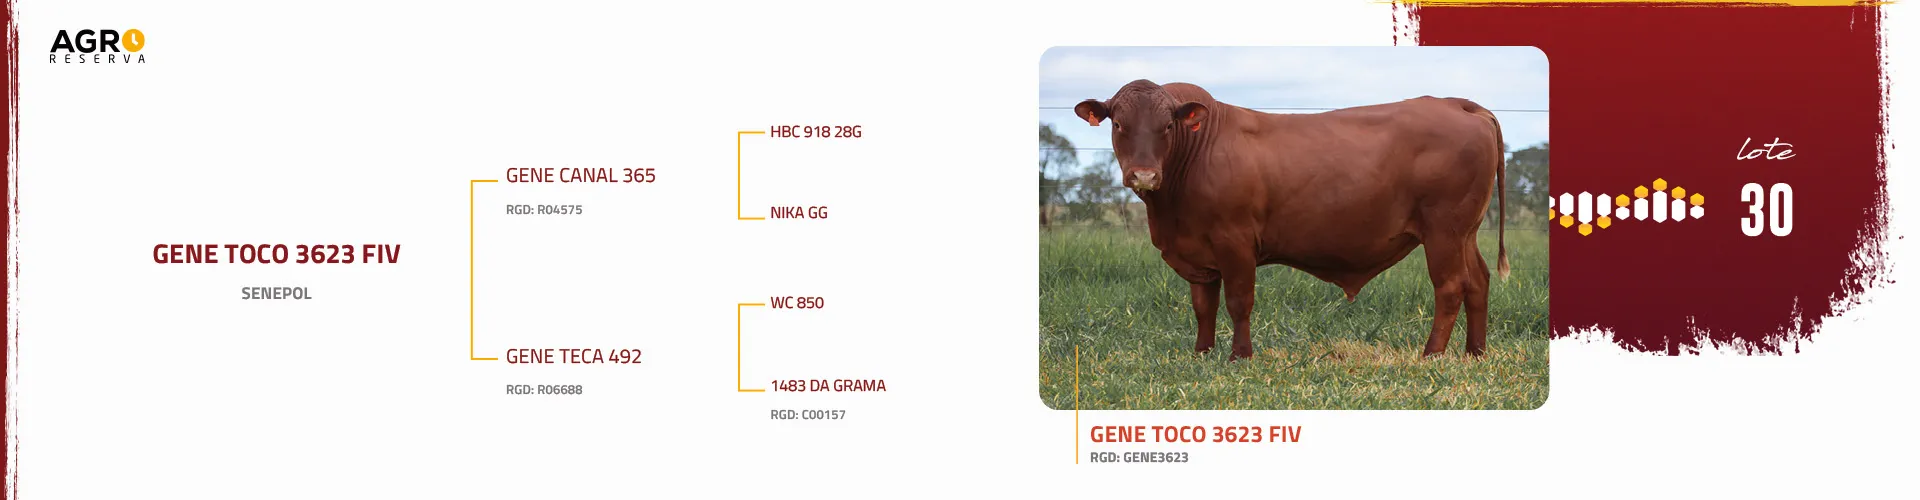 AGRO
RESERVA
GENE TOCO 3623 FIV
SENEPOL
GENE CANAL 365
RGD: R04575
GENE TECA 492
RGD: R06688
HBC 918 28G
NIKA GG
WC 850
1483 DA GRAMA
RGD: C00157
GENE TOCO 3623 FIV
RGD: GENE3623
lote
30